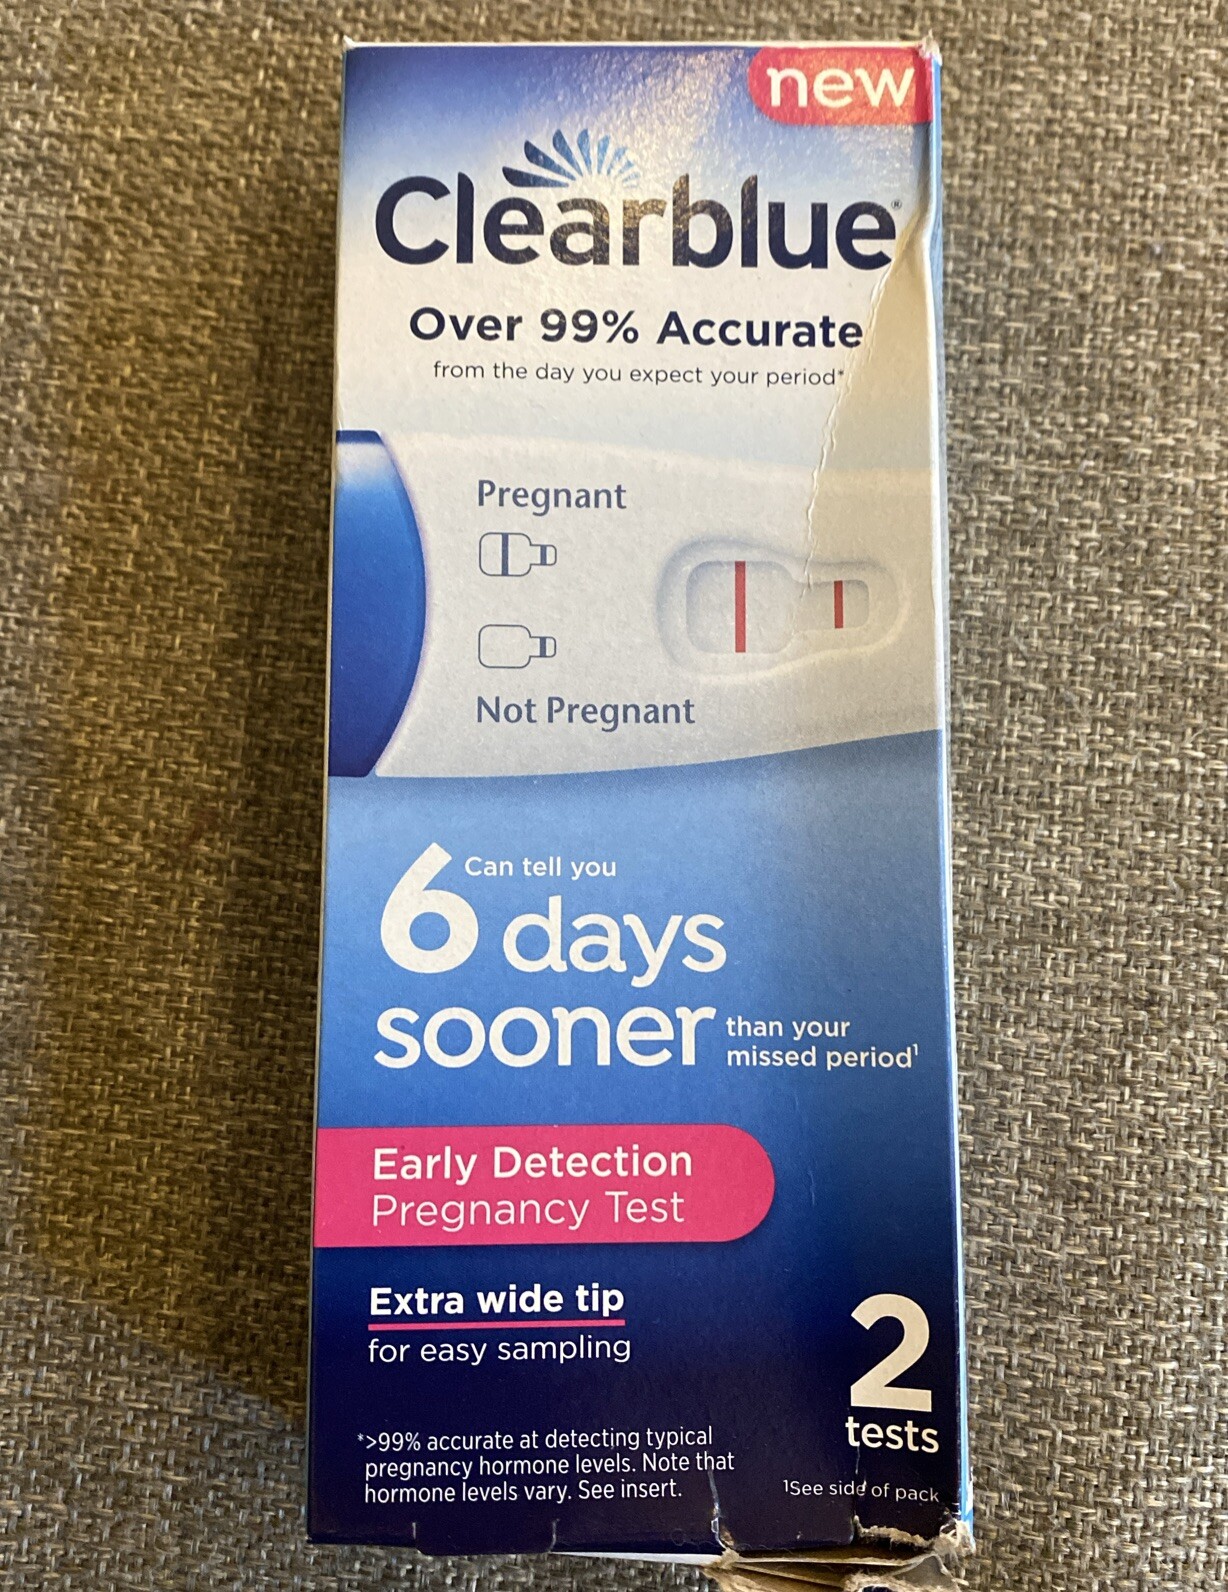 new
Clearblue®
Over 99% Accurate
from the day you expect your period*
Pregnant
Not Pregnant
Can tell you
6 days
sooner
than your
missed period¹
Early Detection
Pregnancy Test
Extra wide tip
for easy sampling
2
tests
*>99% accurate at detecting typical
pregnancy hormone levels. Note that
hormone levels vary. See insert.
¹See side of pack